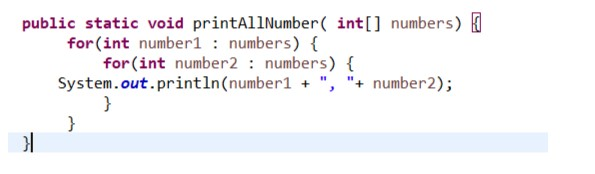 public static void printAllNumber( int[] numbers) {
for(int number1 : numbers) {
for(int number2 : numbers) {
System.out.println(number1 + ", "+ number2);
}
}
}